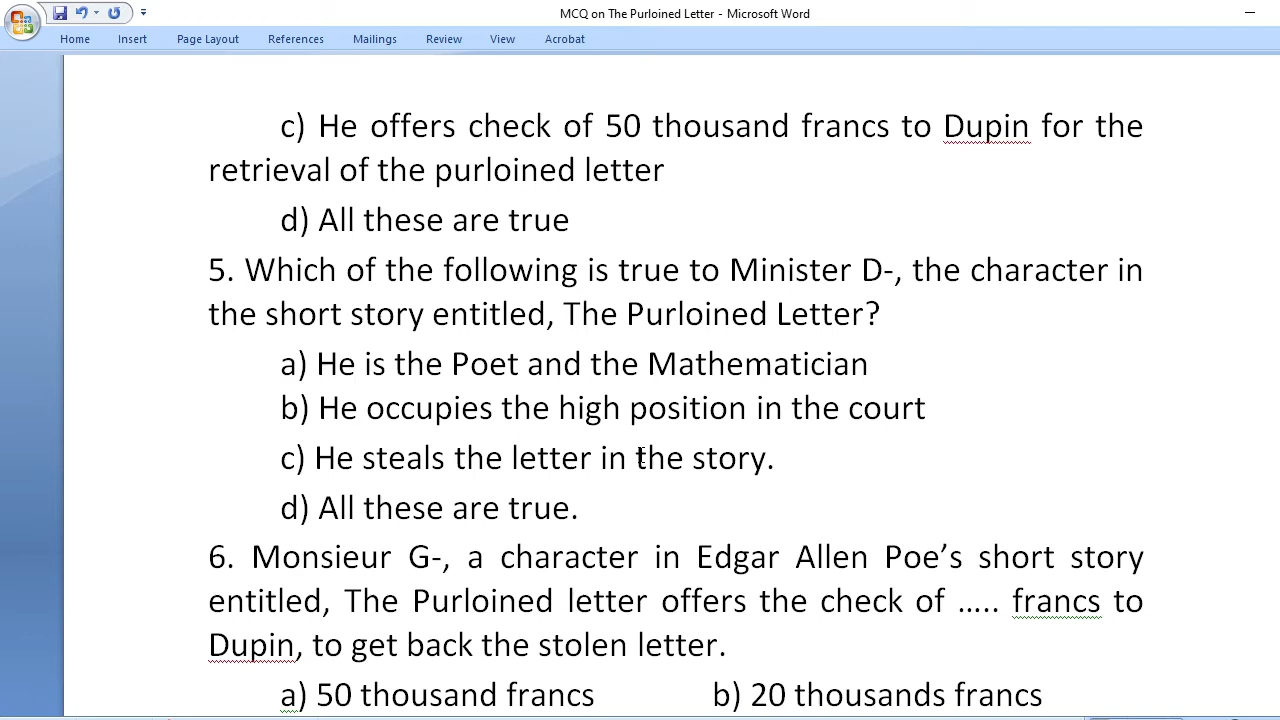 MCQ on The Purloined Letter - Microsoft Word
Home Insert Page Layout References Mailings Review View Acrobat
c) He offers check of 50 thousand francs to Dupin for the
retrieval of the purloined letter
d) All these are true
5. Which of the following is true to Minister D-, the character in
the short story entitled, The Purloined Letter?
a) He is the Poet and the Mathematician
b) He occupies the high position in the court
c) He steals the letter in the story.
d) All these are true.
6. Monsieur G-, a character in Edgar Allen Poe’s short story
entitled, The Purloined letter offers the check of ….. francs to
Dupin, to get back the stolen letter.
a) 50 thousand francs b) 20 thousands francs